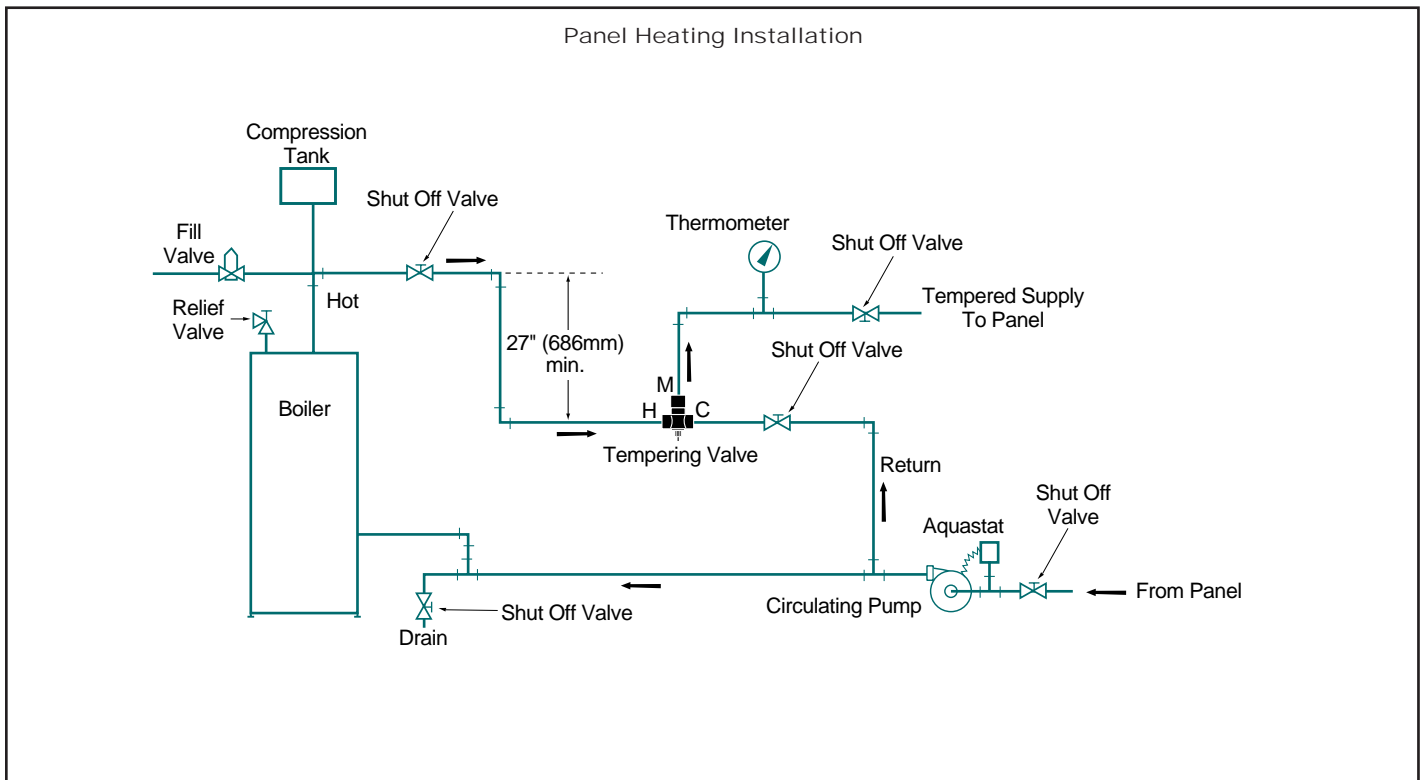 Panel Heating Installation
Compression
Tank
Shut Off Valve
Fill
Valve
Thermometer
Shut Off Valve
Hot
Relief
Valve
Tempered Supply
To Panel
27" (686mm)
min.
Shut Off Valve
M
Boiler
H
C
Tempering Valve
Return
Shut Off
Valve
Aquastat
Circulating Pump
From Panel
Shut Off Valve
Drain